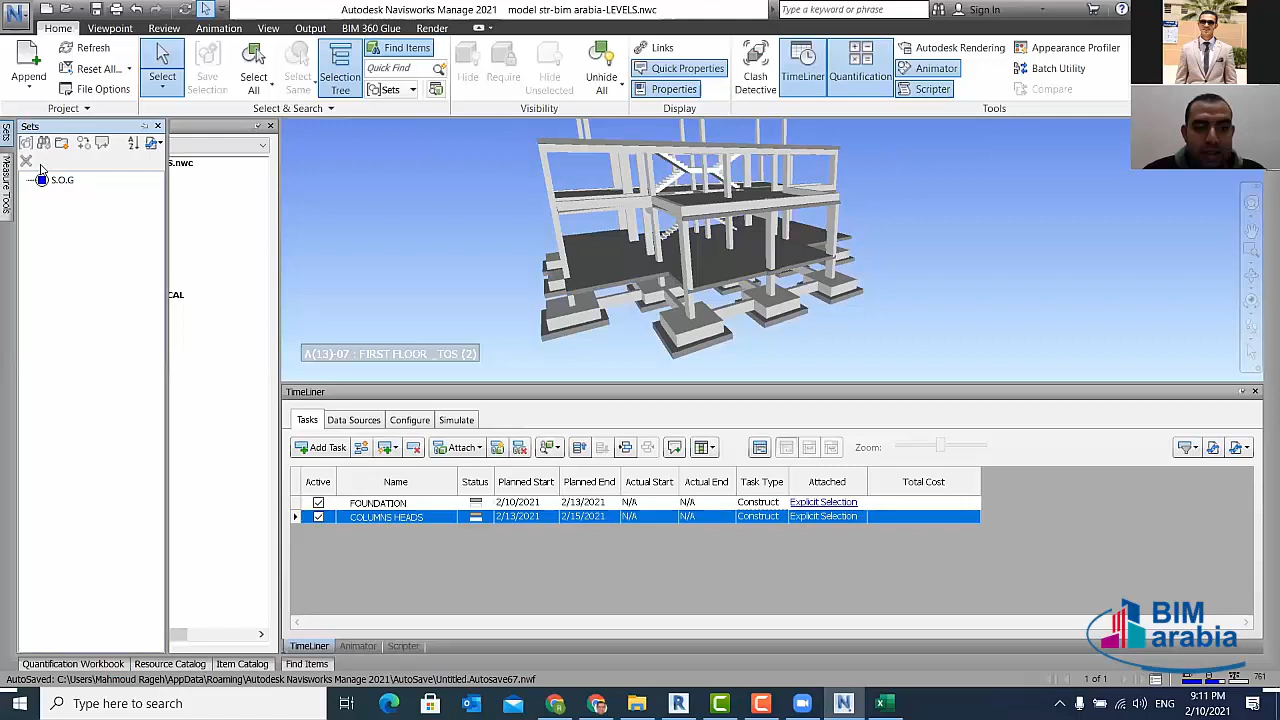 Autodesk Navisworks Manage 2021 model str-bim arabia-LEVELS.nwc
Type a keyword or phrase
Sign In
Home Viewpoint Review Animation View Output BIM 360 Glue Render
Append
Refresh
Reset All...
File Options
Project
Select
Save Selection
Select All
Select Same
Selection Tree
Find Items
Quick Find
Sets
Select & Search
Hide
Require
Hide Unselected
Unhide All
Visibility
Links
Quick Properties
Properties
Display
Clash Detective
TimeLiner
Quantification
Autodesk Rendering
Animator
Scripter
Appearance Profiler
Batch Utility
Compare
Tools
Sets
Sets
Measure Tools
S.O.G
S.nwc
CAL
A(13)-07 : FIRST FLOOR _TOS (2)
TimeLiner
Tasks Data Sources Configure Simulate
Add Task
Attach
Zoom:
Active Name Status Planned Start Planned End Actual Start Actual End Task Type Attached Total Cost
FOUNDATION 2/10/2021 2/13/2021 N/A N/A Construct Explicit Selection
COLUMNS HEADS 2/13/2021 2/15/2021 N/A N/A Construct Explicit Selection
BIM
arabia
TimeLiner Animator Scripter
Quantification Workbook Resource Catalog Item Catalog Find Items
AutoSaved: C:\Users\Mahmoud Rageh\AppData\Roaming\Autodesk Navisworks Manage 2021\AutoSave\Untitled.Autosave67.nwf
1 of 1
761
Type here to search
9:11 PM
2/10/2021